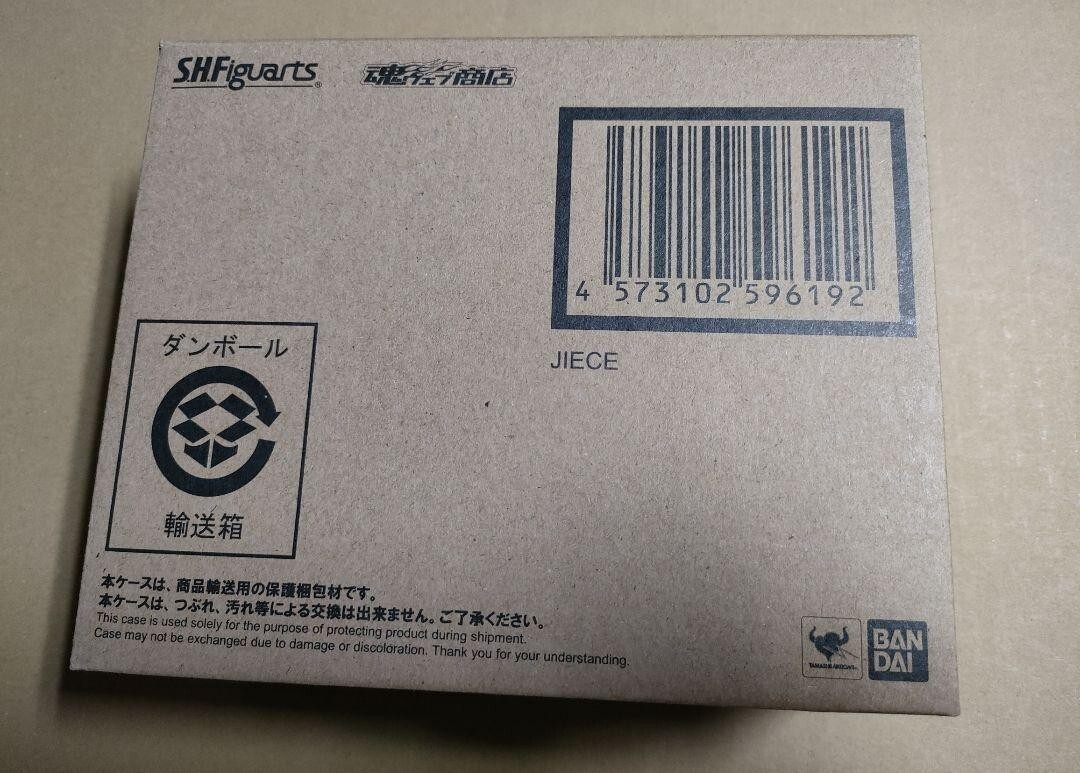 S.H.Figuarts®
魂ウェブ商店
4 573102 596192
JIECE
ダンボール
輸送箱
本ケースは、商品輸送用の保護梱包材です。
本ケースは、つぶれ、汚れ等による交換は出来ません。ご了承ください。
This case is used solely for the purpose of protecting product during shipment.
Case may not be exchanged due to damage or discoloration. Thank you for your understanding.
BAN
DAI